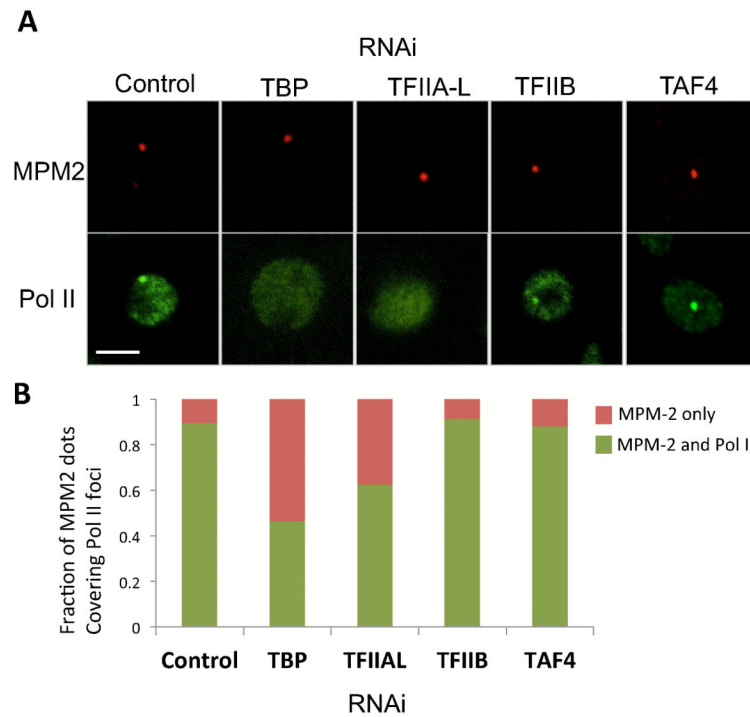 A
RNAi
Control TBP TFIIA-L TFIIB TAF4
MPM2
Pol II
B
1
0.8
0.6
0.4
0.2
0
Fraction of MPM2 dots
Covering Pol II foci
MPM-2 only
MPM-2 and Pol I
Control TBP TFIIAL TFIIB TAF4
RNAi